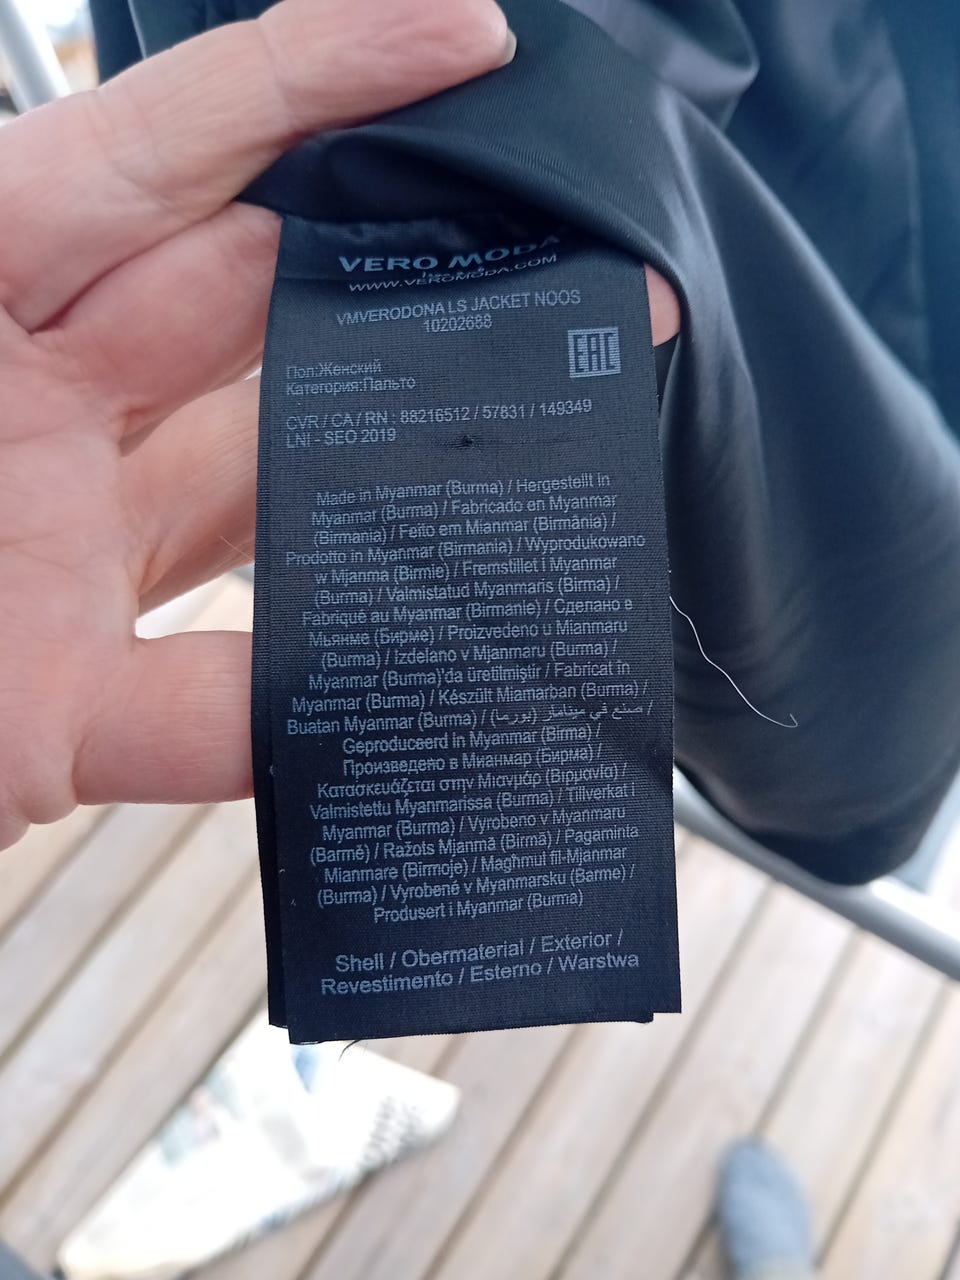 VERO MODA
WWW.VEROMODA.COM
VMVERODONA LS JACKET NOOS
10202688
EAC
Пол:Женский
Категория:Пальто
CVR / CA / RN : 88216512 / 57831 / 149349
LNI - SEO 2019
Made in Myanmar (Burma) / Hergestellt in
Myanmar (Burma) / Fabricado en Myanmar
(Birmania) / Feito em Mianmar (Birmânia) /
Prodotto in Myanmar (Birmania) / Wyprodukowano
w Mjanma (Birmie) / Fremstillet i Myanmar
(Burma) / Valmistatud Myanmaris (Birma) /
Fabriqué au Myanmar (Birmanie) / Сделано в
Мьянме (Бирме) / Proizvedeno u Mianmaru
(Burma) / Izdelano v Mjanmaru (Burma) /
Myanmar (Burma)'da üretilmiştir / Fabricat in
Myanmar (Burma) / Készült Miamarban (Burma) /
Buatan Myanmar (Burma) / صنع في ميانمار (بورما) /
Geproduceerd in Myanmar (Birma) /
Произведено в Мианмар (Бирма) /
Κατασκευάζεται στην Μιανμάρ (Βιρμανία) /
Valmistettu Myanmarissa (Burma) / Tillverkat i
Myanmar (Burma) / Vyrobeno v Myanmaru
(Barmě) / Ražots Mjanmā (Birmā) / Pagaminta
Mianmare (Birmoje) / Magħmul fil-Mjanmar
(Burma) / Vyrobené v Myanmarsku (Barme) /
Produsert i Myanmar (Burma)
Shell / Obermaterial / Exterior /
Revestimento / Esterno / Warstwa